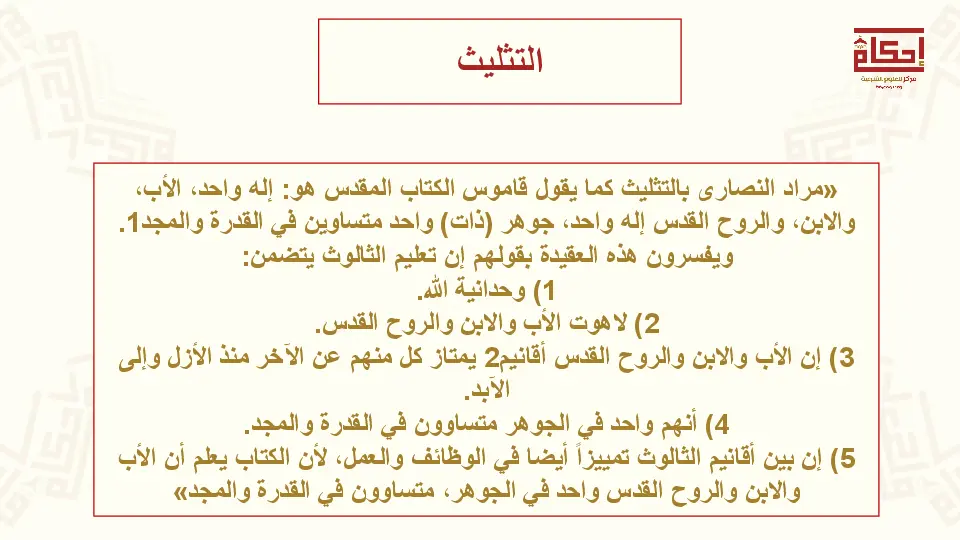 التثليث
إحكام
مركز للعلوم الشرعية
«مراد النصارى بالتثليث كما يقول قاموس الكتاب المقدس هو: إله واحد، الأب،
والابن، والروح القدس إله واحد، جوهر (ذات) واحد متساوين في القدرة والمجد1.
ويفسرون هذه العقيدة بقولهم إن تعليم الثالوث يتضمن:
1) وحدانية الله.
2) لاهوت الأب والابن والروح القدس.
3) إن الأب والابن والروح القدس أقانيم2 يمتاز كل منهم عن الآخر منذ الأزل وإلى
الآبد.
4) أنهم واحد في الجوهر متساوون في القدرة والمجد.
5) إن بين أقانيم الثالوث تمييزاً أيضا في الوظائف والعمل، لأن الكتاب يعلم أن الأب
والابن والروح القدس واحد في الجوهر، متساوون في القدرة والمجد»